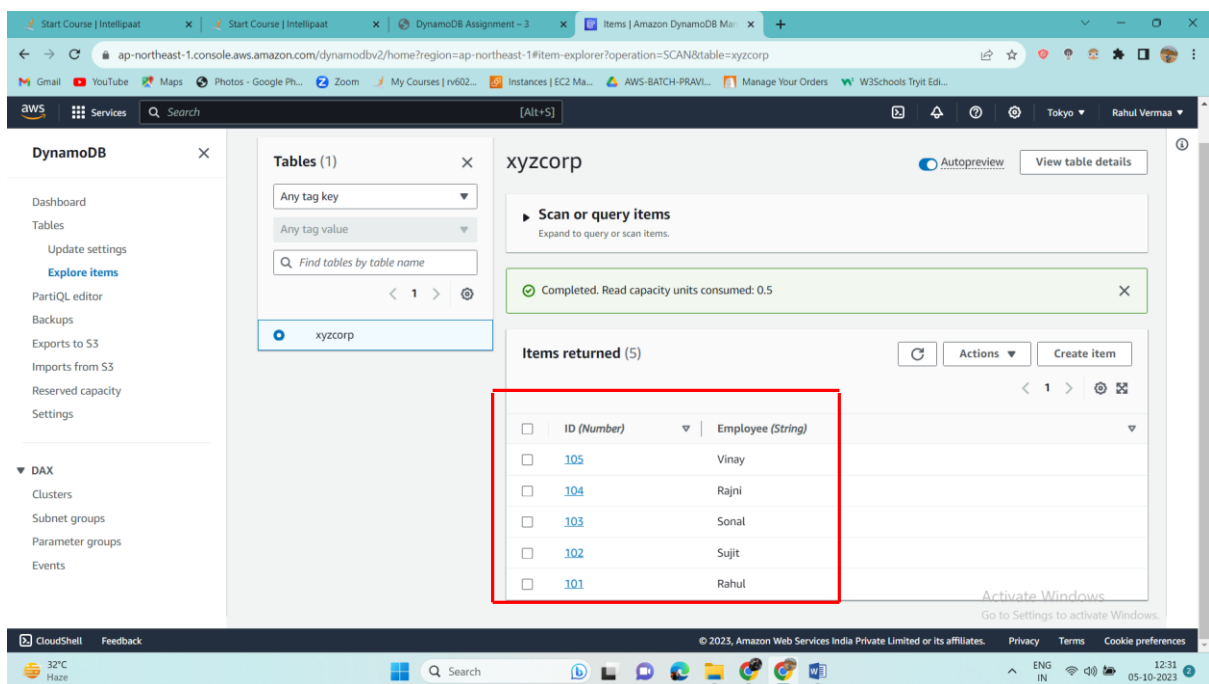 Start Course | Intellipaat
Start Course | Intellipaat
DynamoDB Assignment – 3
Items | Amazon DynamoDB Man
ap-northeast-1.console.aws.amazon.com/dynamodbv2/home?region=ap-northeast-1#item-explorer?operation=SCAN&table=xyzcorp
Gmail YouTube Maps Photos - Google Ph... Zoom My Courses | rv602... Instances | EC2 Ma... AWS-BATCH-PRAVI... Manage Your Orders W3Schools Tryit Edi...
aws Services Search [Alt+S] Tokyo Rahul Vermaa
DynamoDB
Dashboard
Tables
Update settings
Explore items
PartiQL editor
Backups
Exports to S3
Imports from S3
Reserved capacity
Settings
DAX
Clusters
Subnet groups
Parameter groups
Events
Tables (1)
Any tag key
Any tag value
Find tables by table name
1
xyzcorp
xyzcorp
Autopreview
View table details
Scan or query items
Expand to query or scan items.
Completed. Read capacity units consumed: 0.5
Items returned (5)
Actions
Create item
1
ID (Number) Employee (String)
105 Vinay
104 Rajni
103 Sonal
102 Sujit
101 Rahul
Activate Windows
Go to Settings to activate Windows.
CloudShell Feedback © 2023, Amazon Web Services India Private Limited or its affiliates. Privacy Terms Cookie preferences
32°C
Haze
Search
ENG
IN
12:31
05-10-2023
2